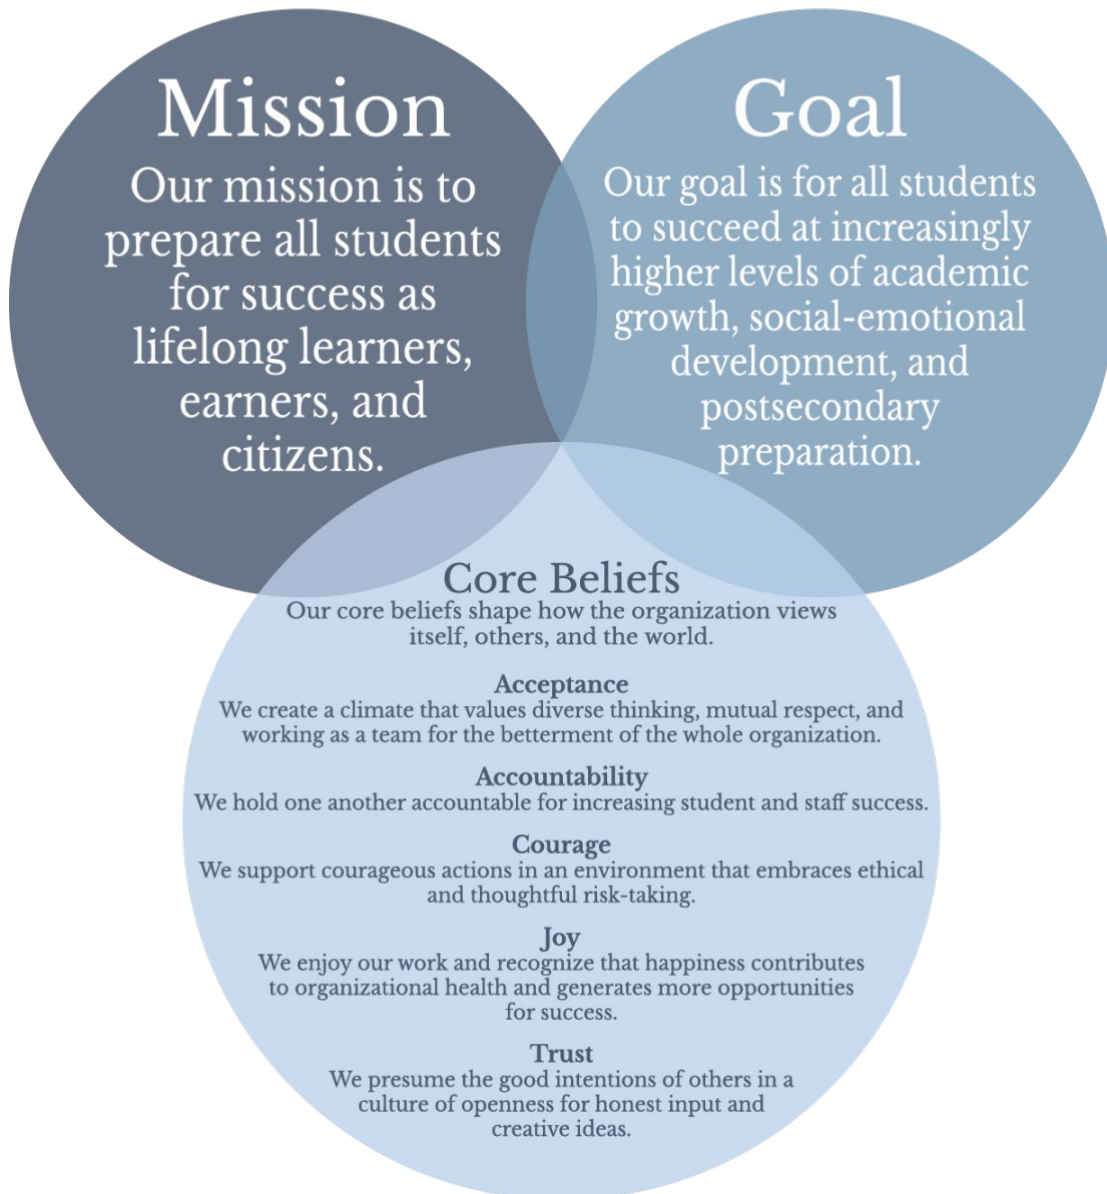 Mission
Our mission is to
prepare all students
for success as
lifelong learners,
earners, and
citizens.
Goal
Our goal is for all students
to succeed at increasingly
higher levels of academic
growth, social-emotional
development, and
postsecondary
preparation.
Core Beliefs
Our core beliefs shape how the organization views
itself, others, and the world.
Acceptance
We create a climate that values diverse thinking, mutual respect, and
working as a team for the betterment of the whole organization.
Accountability
We hold one another accountable for increasing student and staff success.
Courage
We support courageous actions in an environment that embraces ethical
and thoughtful risk-taking.
Joy
We enjoy our work and recognize that happiness contributes
to organizational health and generates more opportunities
for success.
Trust
We presume the good intentions of others in a
culture of openness for honest input and
creative ideas.